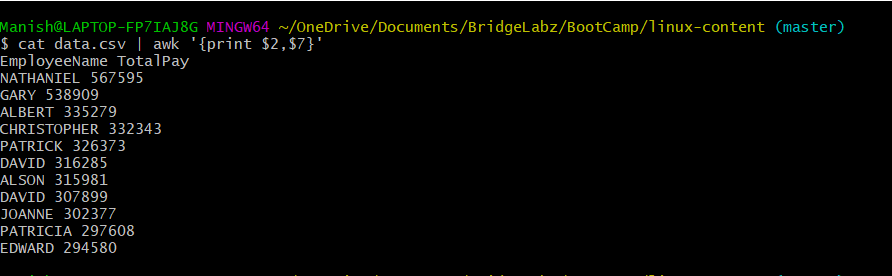 Manish@LAPTOP-FP7IAJ8G MINGW64 ~/OneDrive/Documents/BridgeLabz/BootCamp/linux-content (master)
$ cat data.csv | awk '{print $2,$7}'
EmployeeName TotalPay
NATHANIEL 567595
GARY 538909
ALBERT 335279
CHRISTOPHER 332343
PATRICK 326373
DAVID 316285
ALSON 315981
DAVID 307899
JOANNE 302377
PATRICIA 297608
EDWARD 294580